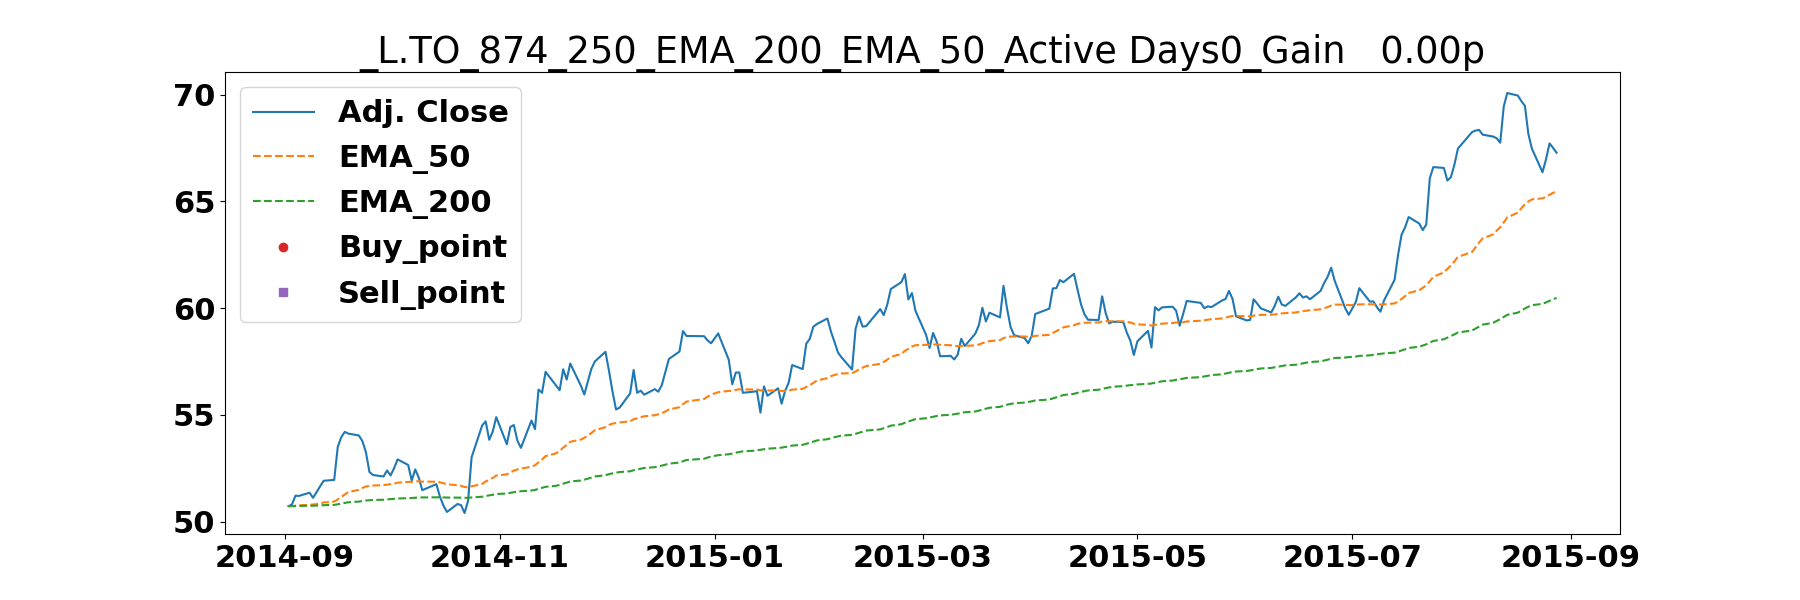 _L.TO_874_250_EMA_200_EMA_50_Active Days0_Gain   0.00p
70
65
60
55
50
Adj. Close
EMA_50
EMA_200
Buy_point
Sell_point
2014-09 2014-11 2015-01 2015-03 2015-05 2015-07 2015-09